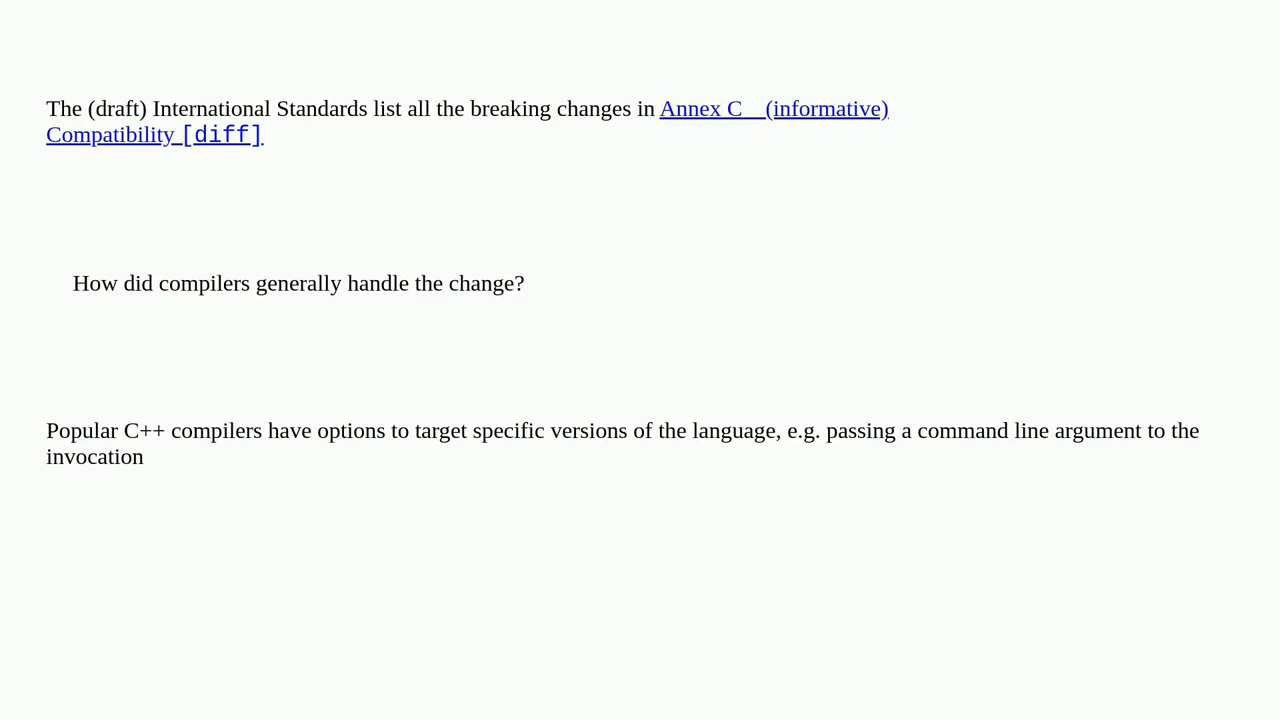 The (draft) International Standards list all the breaking changes in Annex C (informative)
Compatibility [diff]
How did compilers generally handle the change?
Popular C++ compilers have options to target specific versions of the language, e.g. passing a command line argument to the
invocation